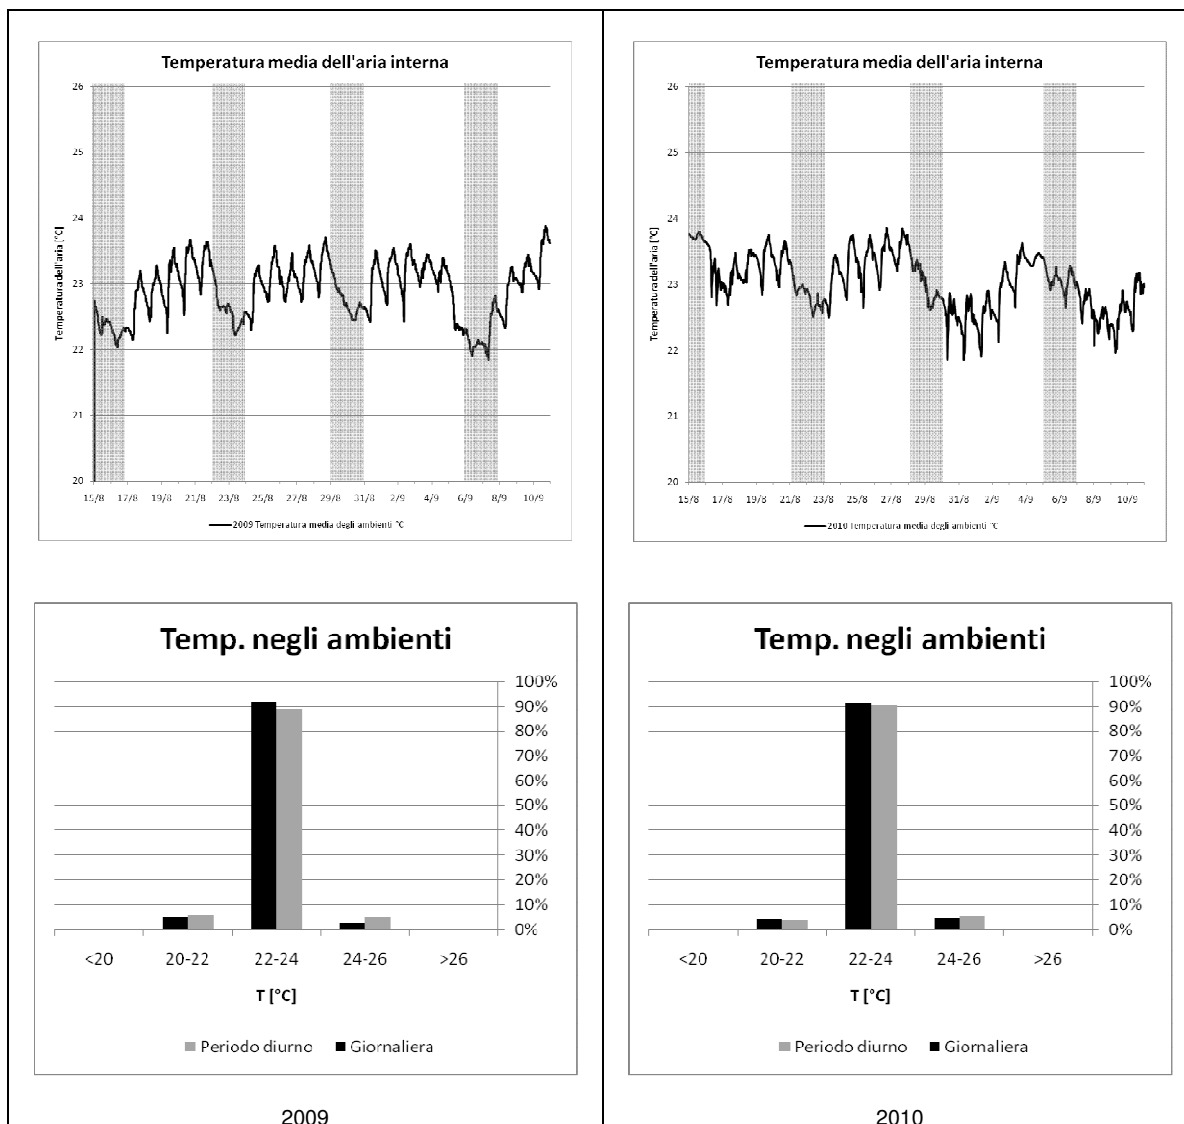 Temperatura media dell'aria interna
26
25
24
23
22
21
20
Temperatura dell'aria [°C]
15/8 17/8 19/8 21/8 23/8 25/8 27/8 29/8 31/8 2/9 4/9 6/9 8/9 10/9
2009 Temperatura media degli ambienti °C
Temperatura media dell'aria interna
26
25
24
23
22
21
20
Temperatura dell'aria [°C]
15/8 17/8 19/8 21/8 23/8 25/8 27/8 29/8 31/8 2/9 4/9 6/9 8/9 10/9
2010 Temperatura media degli ambienti °C
Temp. negli ambienti
100%
90%
80%
70%
60%
50%
40%
30%
20%
10%
0%
<20 20-22 22-24 24-26 >26
T [°C]
Periodo diurno Giornaliera
2009
Temp. negli ambienti
100%
90%
80%
70%
60%
50%
40%
30%
20%
10%
0%
<20 20-22 22-24 24-26 >26
T [°C]
Periodo diurno Giornaliera
2010